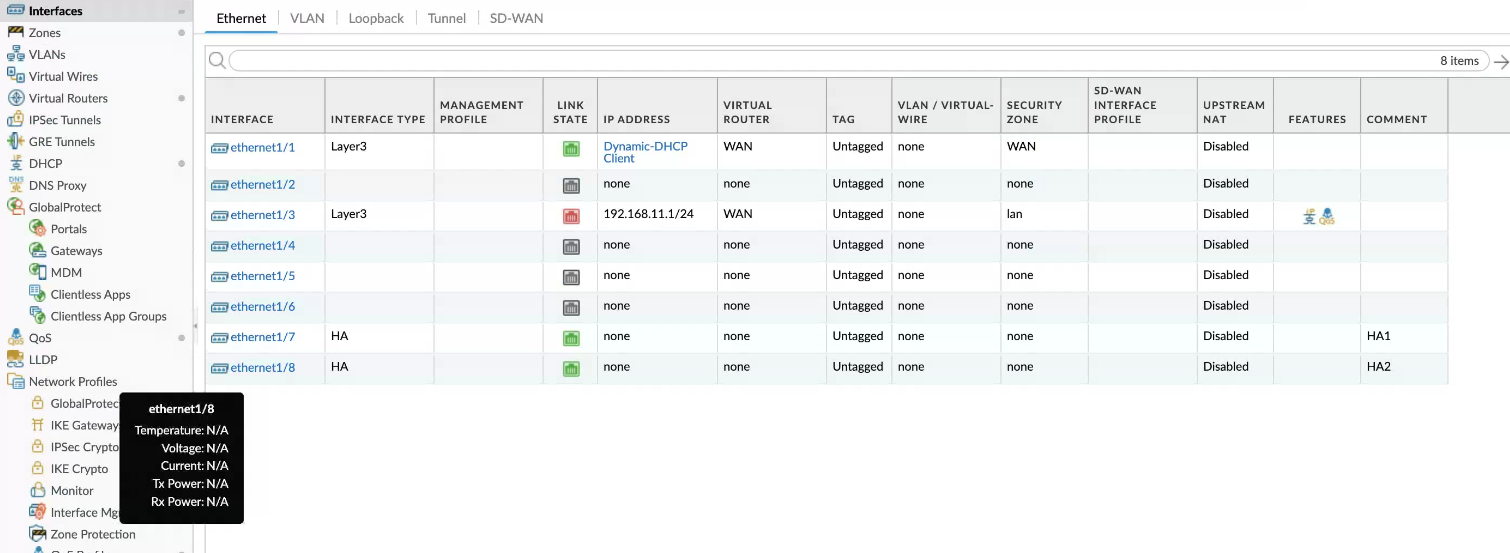 Interfaces
Zones
VLANs
Virtual Wires
Virtual Routers
IPSec Tunnels
GRE Tunnels
DHCP
DNS Proxy
GlobalProtect
Portals
Gateways
MDM
Clientless Apps
Clientless App Groups
QoS
LLDP
Network Profiles
GlobalProtec
IKE Gateway
IPSec Crypto
IKE Crypto
Monitor
Interface Mg
Zone Protection
Ethernet VLAN Loopback Tunnel SD-WAN
8 items
INTERFACE INTERFACE TYPE MANAGEMENT PROFILE LINK STATE IP ADDRESS VIRTUAL ROUTER TAG VLAN / VIRTUAL-WIRE SECURITY ZONE SD-WAN INTERFACE PROFILE UPSTREAM NAT FEATURES COMMENT
ethernet1/1 Layer3 Dynamic-DHCP Client WAN Untagged none WAN Disabled
ethernet1/2 none none Untagged none none Disabled
ethernet1/3 Layer3 192.168.11.1/24 WAN Untagged none lan Disabled QoS
ethernet1/4 none none Untagged none none Disabled
ethernet1/5 none none Untagged none none Disabled
ethernet1/6 none none Untagged none none Disabled
ethernet1/7 HA none none Untagged none none Disabled HA1
ethernet1/8 HA none none Untagged none none Disabled HA2
ethernet1/8
Temperature: N/A
Voltage: N/A
Current: N/A
Tx Power: N/A
Rx Power: N/A